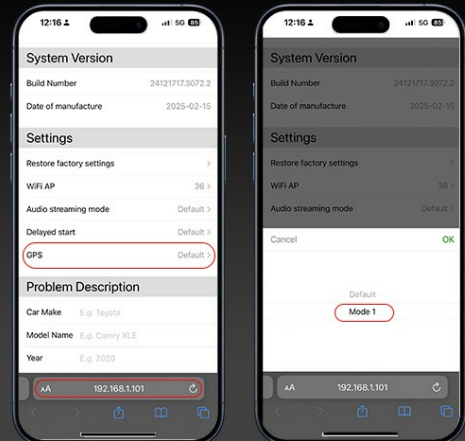 12:16
5G 85
System Version
Build Number 24121717.3072.2
Date of manufacture 2025-02-15
Settings
Restore factory settings >
WiFi AP 36 >
Audio streaming mode Default >
Delayed start Default >
GPS Default >
Problem Description
Car Make E.g. Toyota
Model Name E.g. Camry XLE
Year E.g. 2020
AA 192.168.1.101
12:16
5G 85
System Version
Build Number 24121717.3072.2
Date of manufacture 2025-02-15
Settings
Restore factory settings >
WiFi AP 36 >
Audio streaming mode Default >
Cancel OK
Default
Mode 1
AA 192.168.1.101